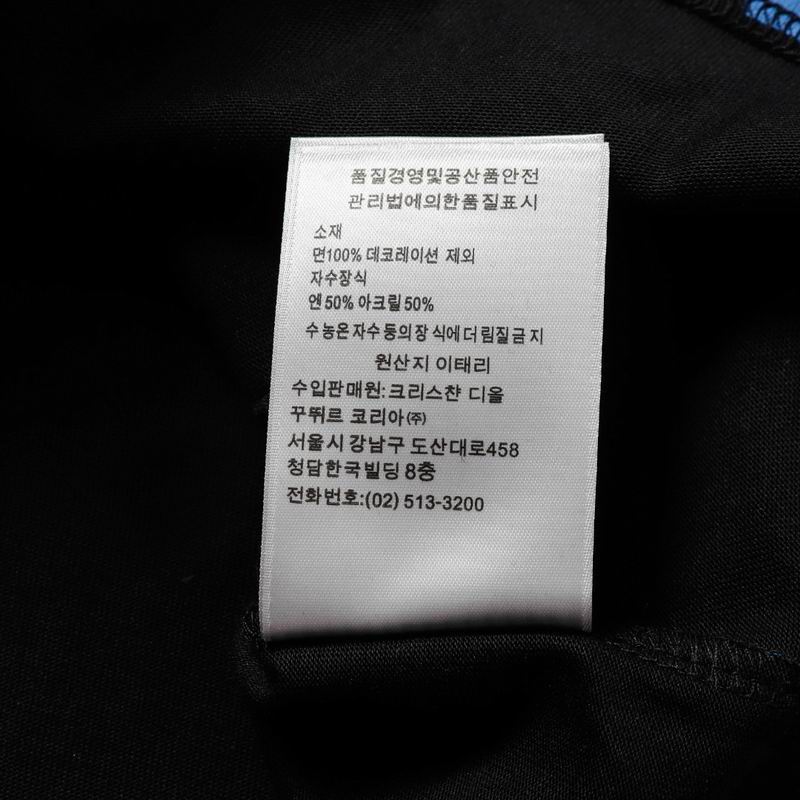 품질경영및공산품안전
관리법에의한품질표시
소재
면100% 데코레이션 제외
자수장식
엔50% 아크릴50%
수 농온자수 둥의장 식에더림질금 지
원산지 이태리
수입판매원:크리스챤 디올
꾸뛰르 코리아㈜
서울시 강남구 도산대로458
청담한국빌딩 8층
전화번호:(02) 513-3200